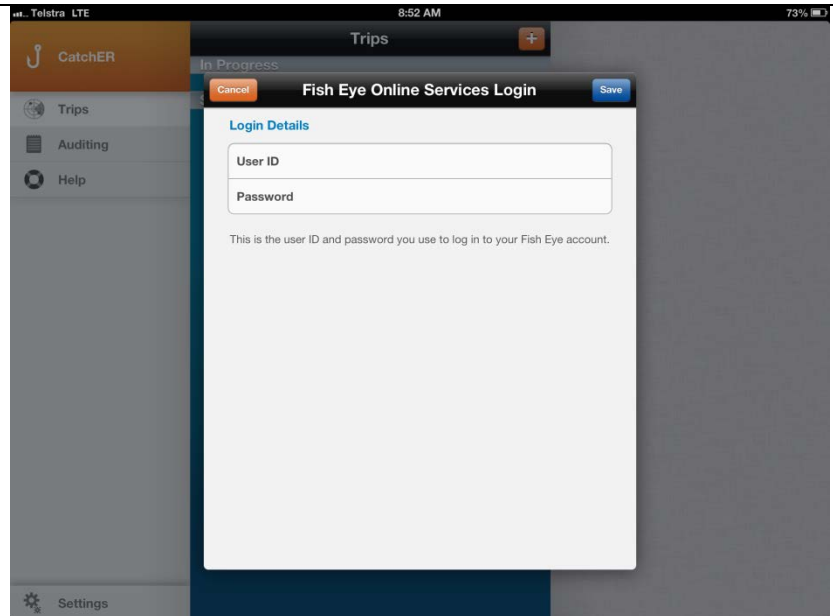 Telstra LTE 8:52 AM 73%
CatchER
Trips
Auditing
Help
Settings
Trips +
In Progress
Cancel Fish Eye Online Services Login Save
Login Details
User ID
Password
This is the user ID and password you use to log in to your Fish Eye account.